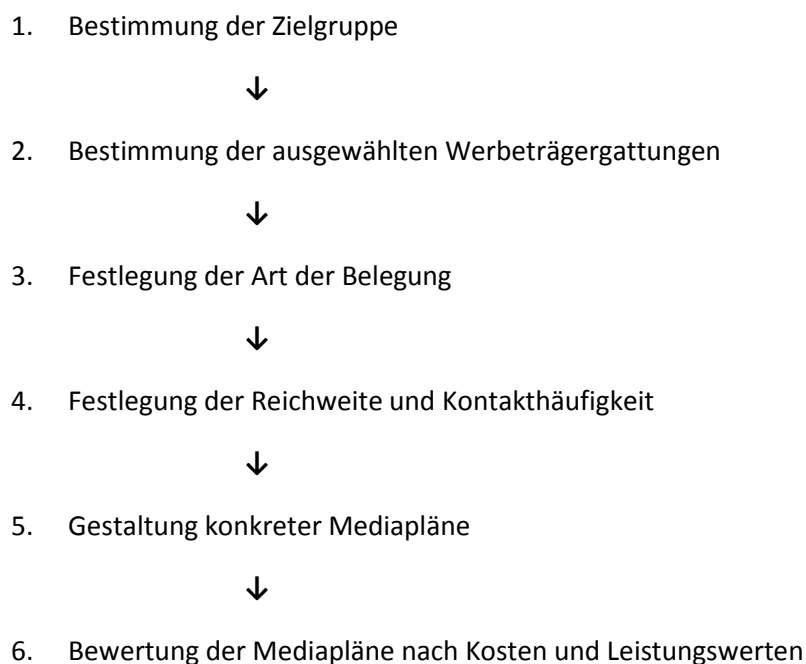 1. Bestimmung der Zielgruppe
↓
2. Bestimmung der ausgewählten Werbeträgergattungen
↓
3. Festlegung der Art der Belegung
↓
4. Festlegung der Reichweite und Kontakthäufigkeit
↓
5. Gestaltung konkreter Mediapläne
↓
6. Bewertung der Mediapläne nach Kosten und Leistungswerten